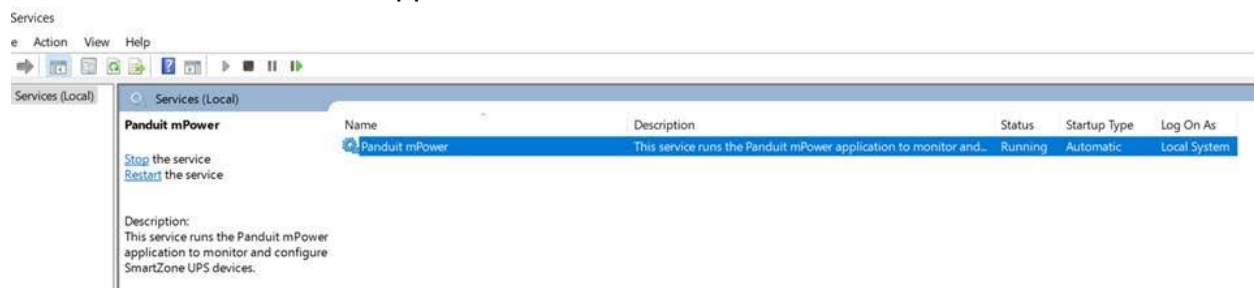 Services
e Action View Help
Services (Local)
Services (Local)
Panduit mPower
Stop the service
Restart the service
Description:
This service runs the Panduit mPower
application to monitor and configure
SmartZone UPS devices.
Name Description Status Startup Type Log On As
Panduit mPower This service runs the Panduit mPower application to monitor and... Running Automatic Local System